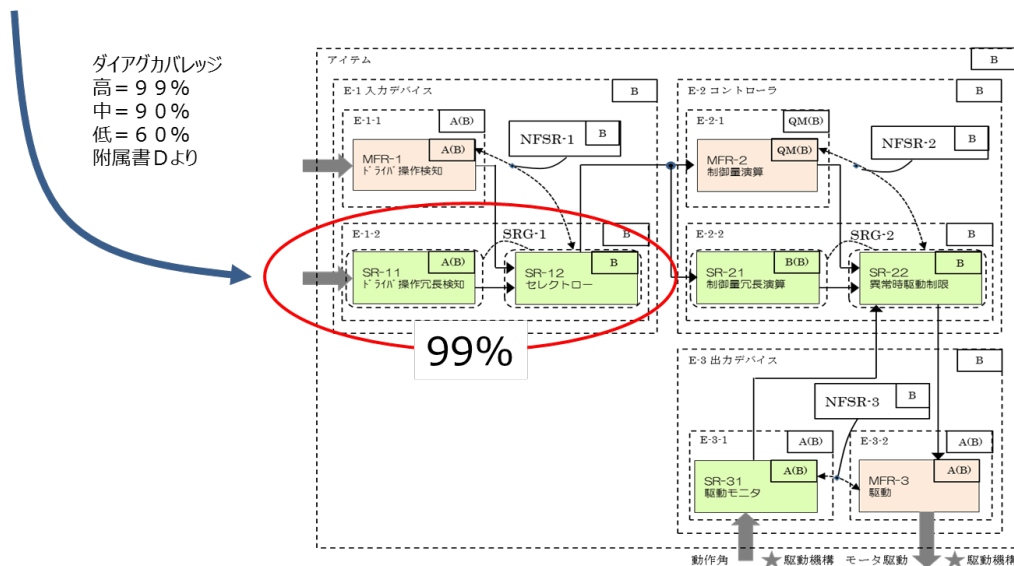 ダイアグカバレッジ
高＝９９％
中＝９０％
低＝６０％
附属書Ｄより
アイテム
B
E-1 入力デバイス
B
E-1-1
A(B)
MFR-1
A(B)
ドライバ操作検知
NFSR-1
B
E-1-2
B
SRG-1
SR-11
A(B)
ドライバ操作冗長検知
SR-12
B
セレクトロー
99%
E-2 コントローラ
B
E-2-1
QM(B)
MFR-2
QM(B)
制御量演算
NFSR-2
B
E-2-2
B
SRG-2
SR-21
B(B)
制御量冗長演算
SR-22
B
異常時駆動制限
E-3 出力デバイス
B
NFSR-3
B
E-3-1
A(B)
SR-31
A(B)
駆動モニタ
E-3-2
A(B)
MFR-3
A(B)
駆動
動作角 ★駆動機構 モータ駆動 ★駆動機構